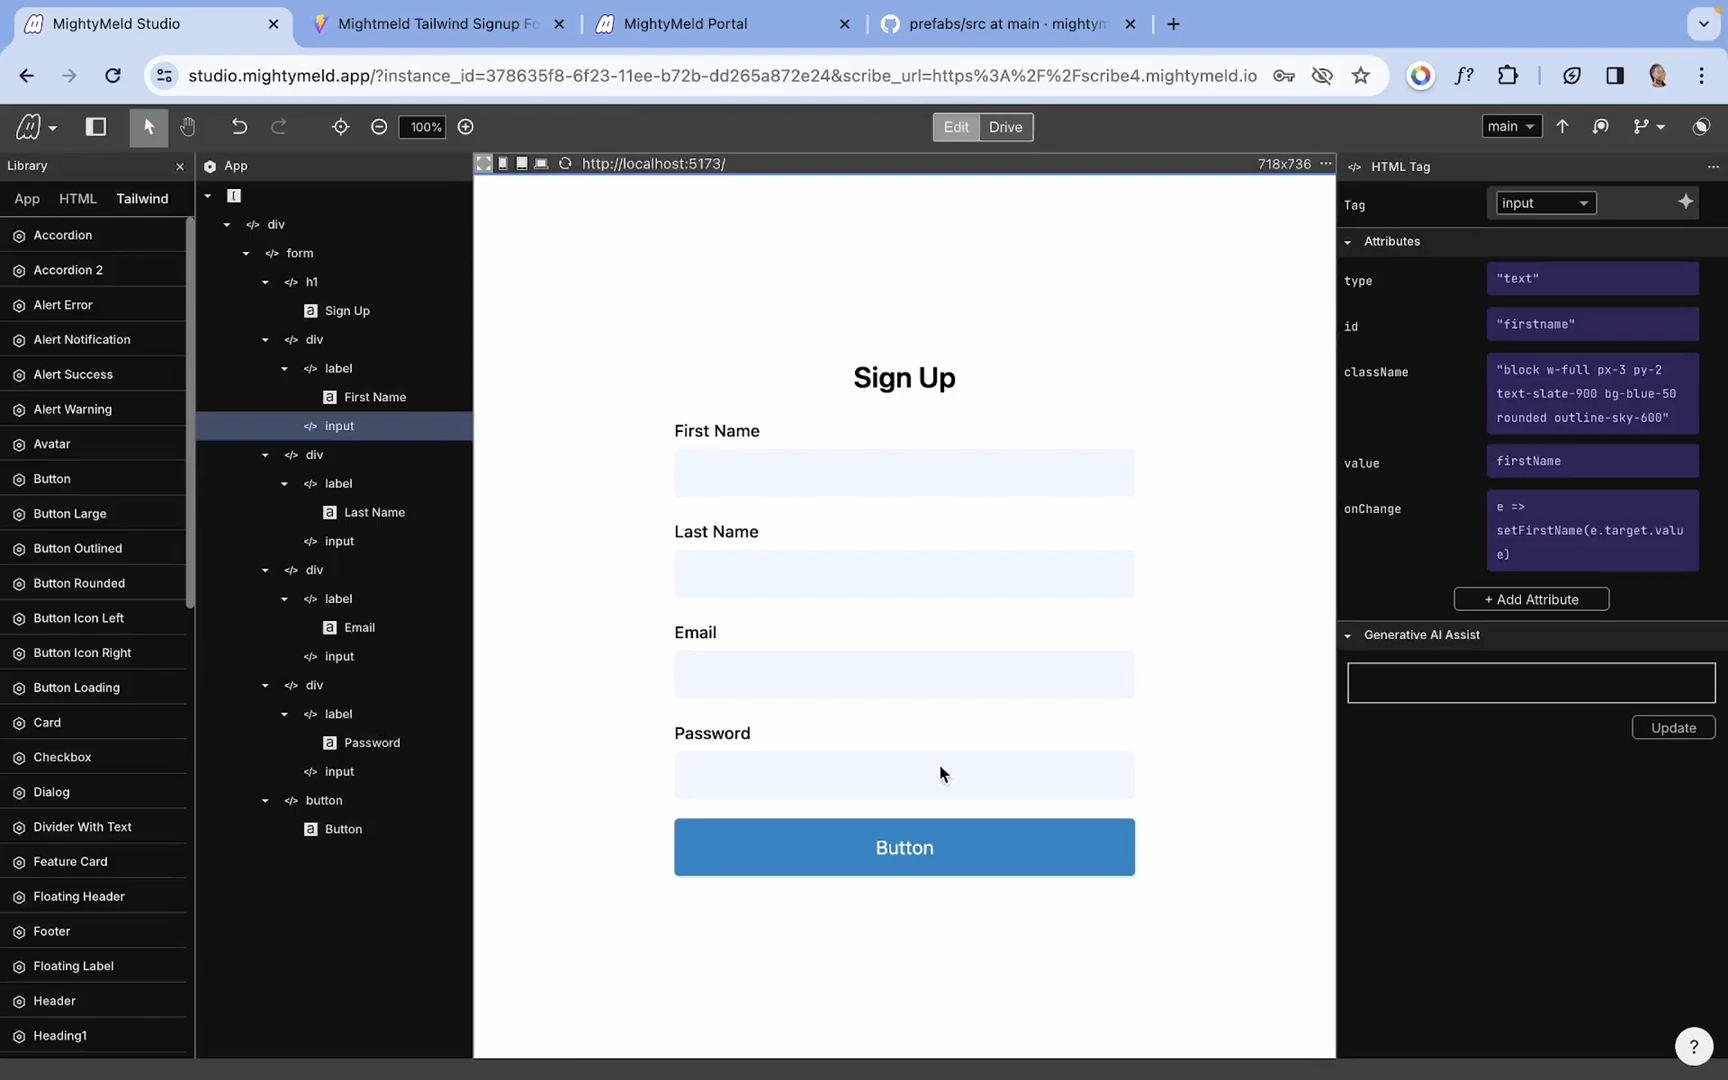 MightyMeld Studio
Mightmeld Tailwind Signup Fo
MightyMeld Portal
prefabs/src at main · mightym
studio.mightymeld.app/?instance_id=378635f8-6f23-11ee-b72b-dd265a872e24&scribe_url=https%3A%2F%2Fscribe4.mightymeld.io
f?
100%
Edit
Drive
main
Library
App
HTML
Tailwind
Accordion
Accordion 2
Alert Error
Alert Notification
Alert Success
Alert Warning
Avatar
Button
Button Large
Button Outlined
Button Rounded
Button Icon Left
Button Icon Right
Button Loading
Card
Checkbox
Dialog
Divider With Text
Feature Card
Floating Header
Footer
Floating Label
Header
Heading1
App
[
</> div
</> form
</> h1
a Sign Up
</> div
</> label
a First Name
</> input
</> div
</> label
a Last Name
</> input
</> div
</> label
a Email
</> input
</> div
</> label
a Password
</> input
</> button
a Button
http://localhost:5173/
718x736
Sign Up
First Name
Last Name
Email
Password
Button
</> HTML Tag
Tag
input
Attributes
type
"text"
id
"firstname"
className
"block w-full px-3 py-2
text-slate-900 bg-blue-50
rounded outline-sky-600"
value
firstName
onChange
e =>
setFirstName(e.target.valu
e)
+ Add Attribute
Generative AI Assist
Update
?